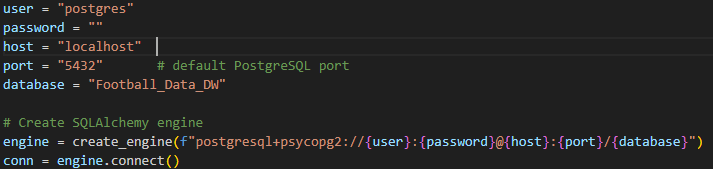 user = "postgres"
password = ""
host = "localhost"
port = "5432"       # default PostgreSQL port
database = "Football_Data_DW"

# Create SQLAlchemy engine
engine = create_engine(f"postgresql+psycopg2://{user}:{password}@{host}:{port}/{database}")
conn = engine.connect()